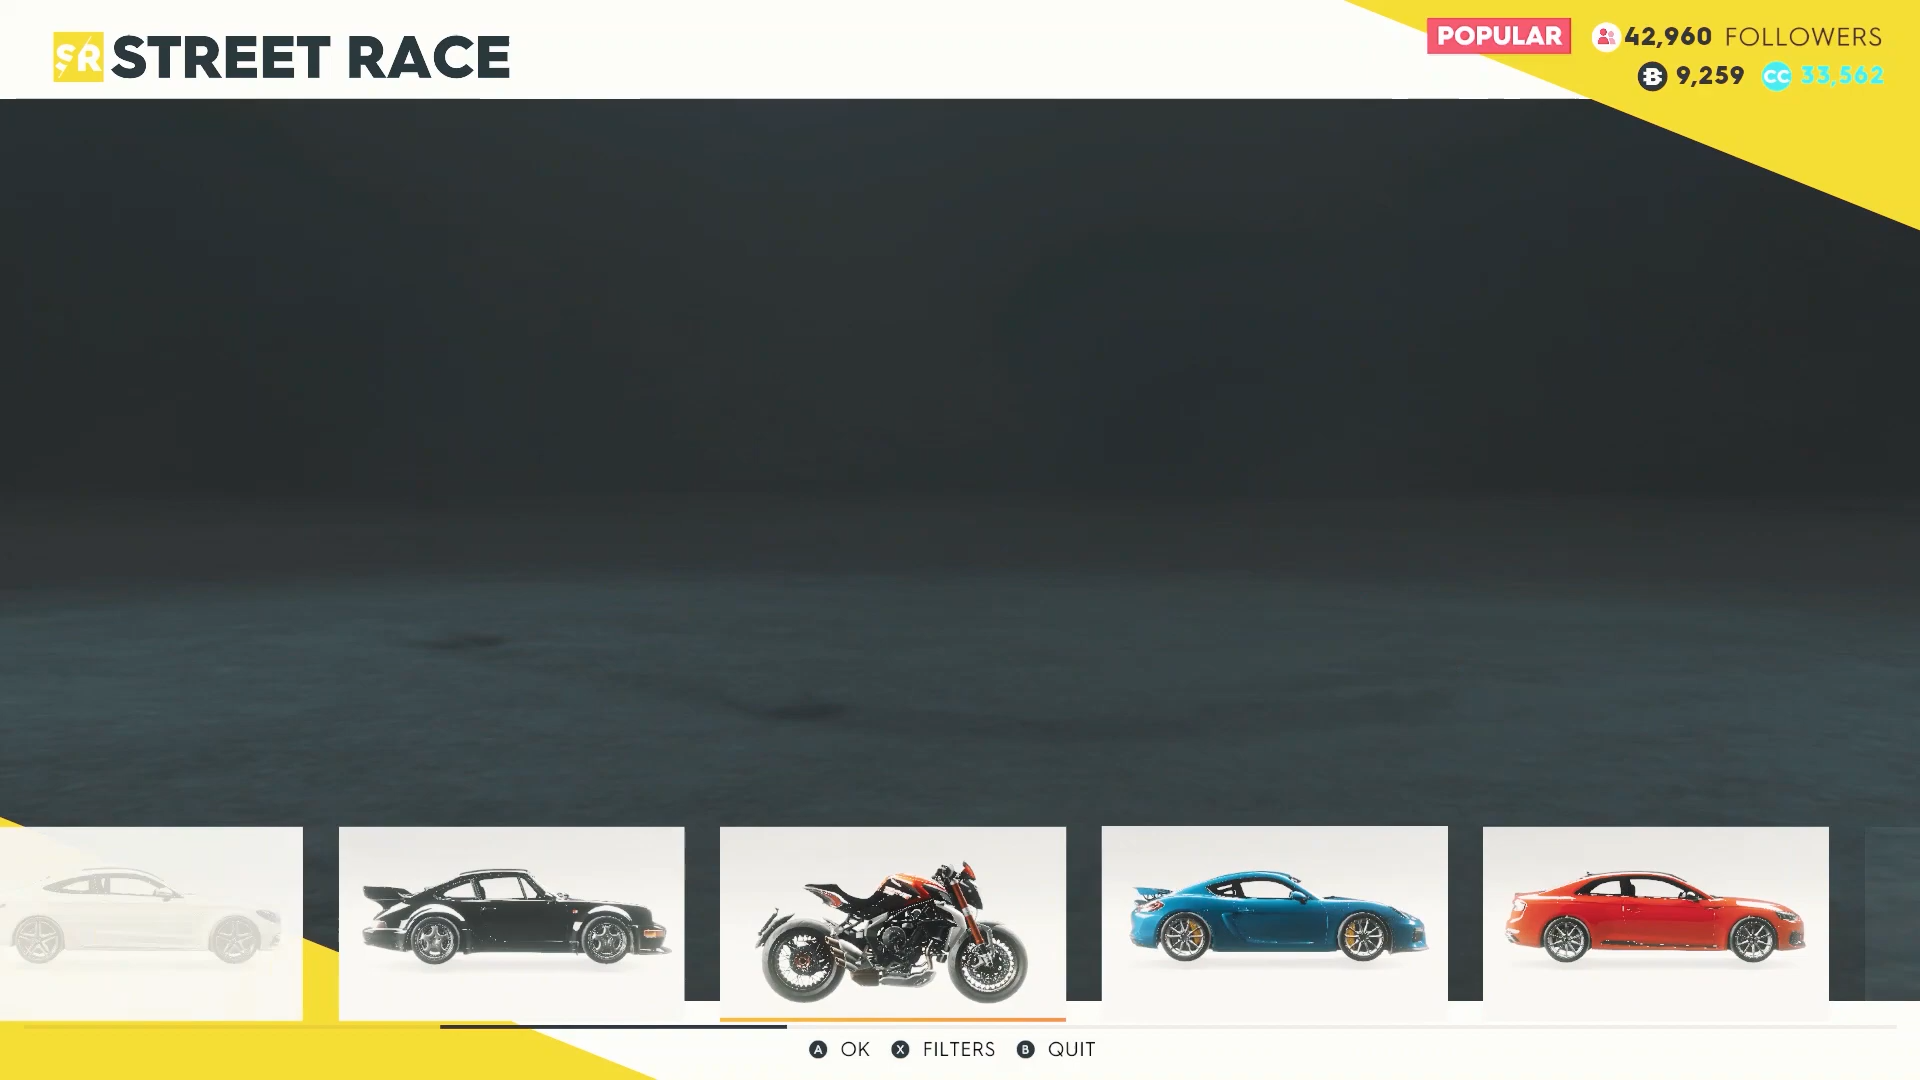 SR STREET RACE
POPULAR 42,960 FOLLOWERS
9,259 CC 33,562
A OK X FILTERS B QUIT